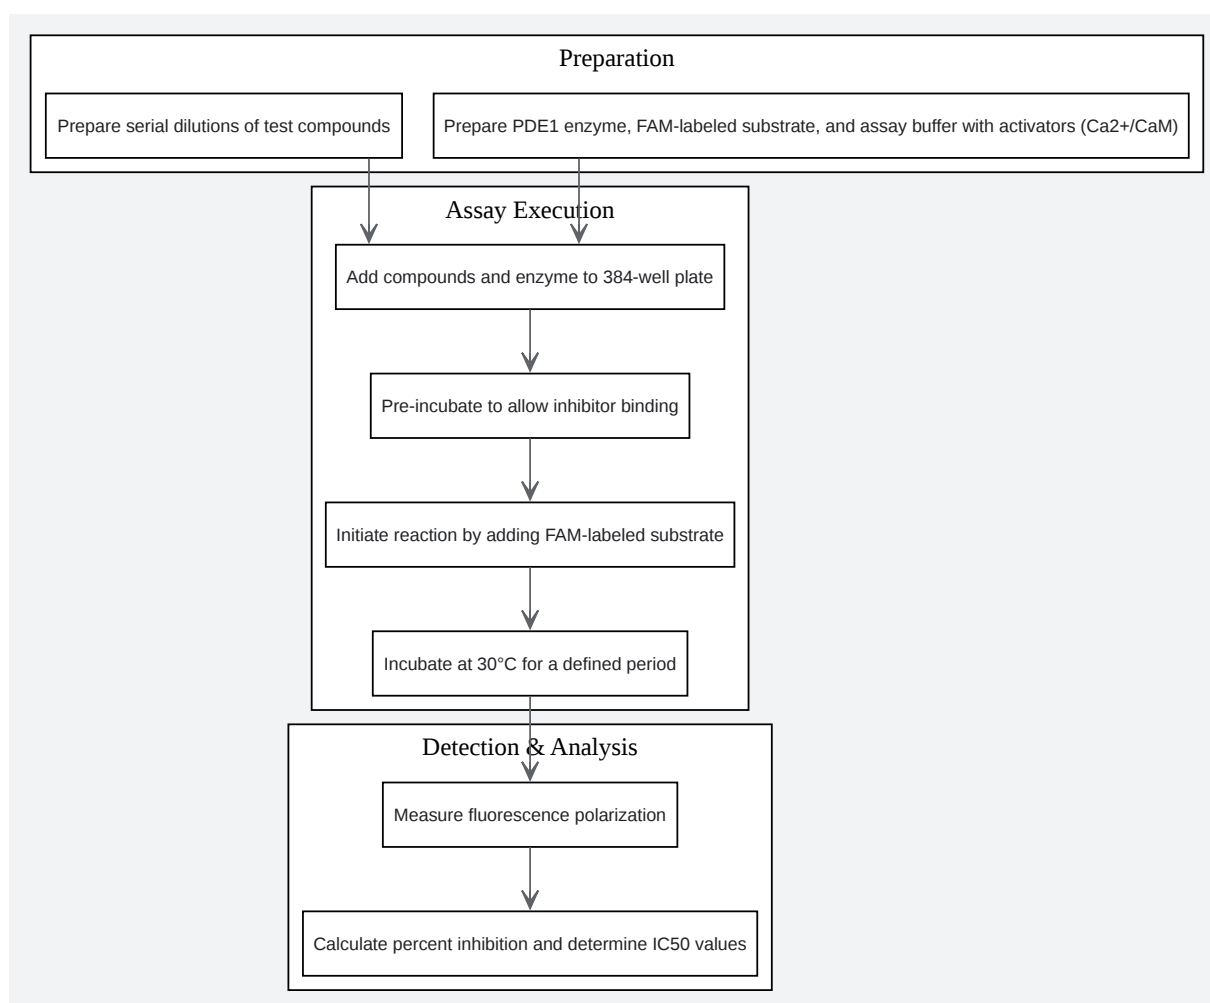 Preparation
Prepare serial dilutions of test compounds
Prepare PDE1 enzyme, FAM-labeled substrate, and assay buffer with activators (Ca2+/CaM)
Assay Execution
Add compounds and enzyme to 384-well plate
Pre-incubate to allow inhibitor binding
Initiate reaction by adding FAM-labeled substrate
Incubate at 30°C for a defined period
Detection & Analysis
Measure fluorescence polarization
Calculate percent inhibition and determine IC50 values